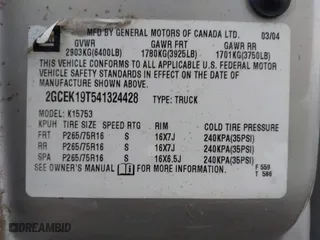 MFD BY GENERAL MOTORS OF CANADA LTD. 03/04
GVWR GAWR FRT GAWR RR
2903KG(6400LB) 1780KG(3925LB) 1701KG(3750LB)
THIS VEHICLE CONFORMS TO ALL APPLICABLE U.S. FEDERAL MOTOR
VEHICLE SAFETY STANDARDS IN EFFECT ON THE DATE OF
MANUFACTURE SHOWN ABOVE.
2GCEK19T541324428 TYPE: TRUCK
MODEL: K15753
KPUH TIRE SIZE SPEED RTG RIM COLD TIRE PRESSURE
FRT P265/75R16 S 16X7J 240KPA(35PSI)
RR P265/75R16 S 16X7J 240KPA(35PSI)
SPA P265/75R16 S 16X6.5J 240KPA(35PSI)
SEE OWNER'S MANUAL FOR MORE INFORMATION
F 559
T 586